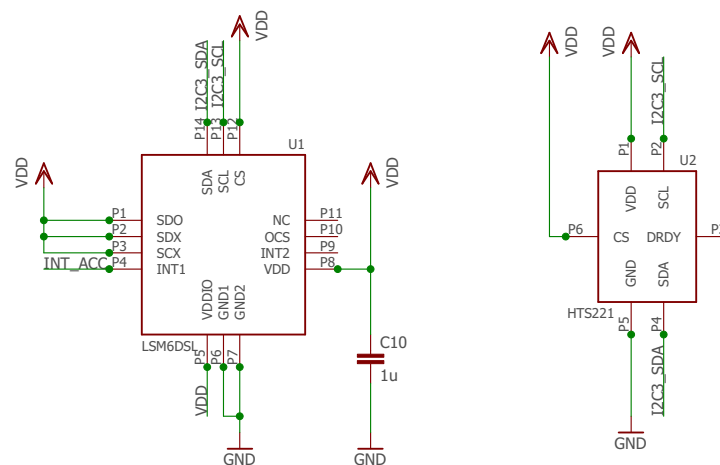 VDD
I2C3_SDA
I2C3_SCL
P14
P13
P12
U1
SDA
SCL
CS
VDD
VDD
P1
P2
P3
P4
INT_ACC
SDO
SDX
SCX
INT1
NC
OCS
INT2
VDD
P11
P10
P9
P8
VDDIO
GND1
GND2
LSM6DSL
P5
P6
P7
VDD
GND
C10
1u
GND
VDD
VDD
I2C3_SCL
P1
P2
U2
VDD
SCL
P6
CS
DRDY
GND
SDA
HTS221
P5
P4
I2C3_SDA
GND